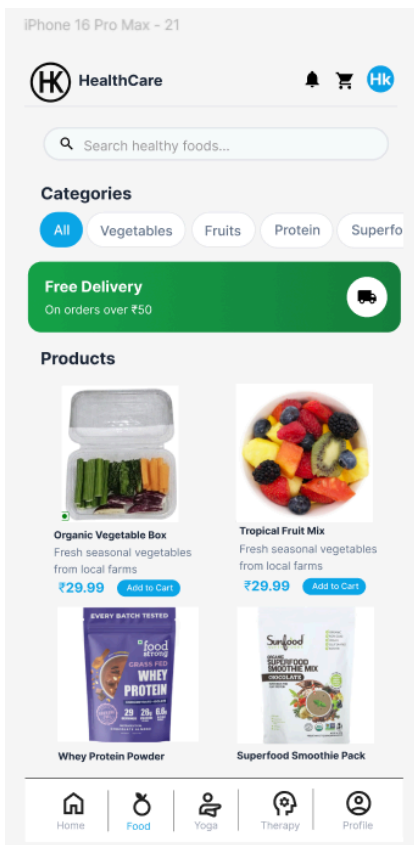 iPhone 16 Pro Max - 21
HK HealthCare Hk
Search healthy foods...
Categories
All Vegetables Fruits Protein Superfo
Free Delivery
On orders over ₹50
Products
Organic Vegetable Box
Fresh seasonal vegetables
from local farms
₹29.99 Add to Cart
Tropical Fruit Mix
Fresh seasonal vegetables
from local farms
₹29.99 Add to Cart
EVERY BATCH TESTED
food
strong
GRASS FED
WHEY
PROTEIN
Whey Protein Powder
Sunfood
ORGANIC
SUPERFOOD
SMOOTHIE MIX
CHOCOLATE
Superfood Smoothie Pack
Home Food Yoga Therapy Profile